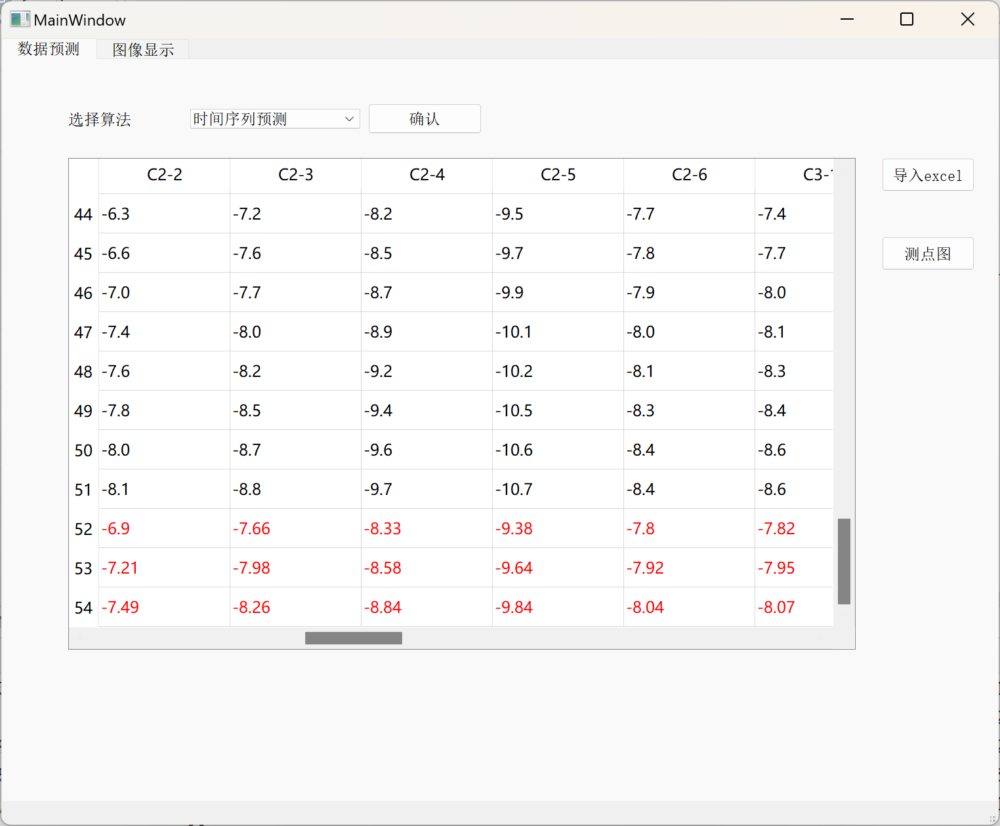 MainWindow
数据预测 图像显示
选择算法 时间序列预测 确认
C2-2 C2-3 C2-4 C2-5 C2-6 C3-1
导入excel
44 -6.3 -7.2 -8.2 -9.5 -7.7 -7.4
45 -6.6 -7.6 -8.5 -9.7 -7.8 -7.7
测点图
46 -7.0 -7.7 -8.7 -9.9 -7.9 -8.0
47 -7.4 -8.0 -8.9 -10.1 -8.0 -8.1
48 -7.6 -8.2 -9.2 -10.2 -8.1 -8.3
49 -7.8 -8.5 -9.4 -10.5 -8.3 -8.4
50 -8.0 -8.7 -9.6 -10.6 -8.4 -8.6
51 -8.1 -8.8 -9.7 -10.7 -8.4 -8.6
52 -6.9 -7.66 -8.33 -9.38 -7.8 -7.82
53 -7.21 -7.98 -8.58 -9.64 -7.92 -7.95
54 -7.49 -8.26 -8.84 -9.84 -8.04 -8.07